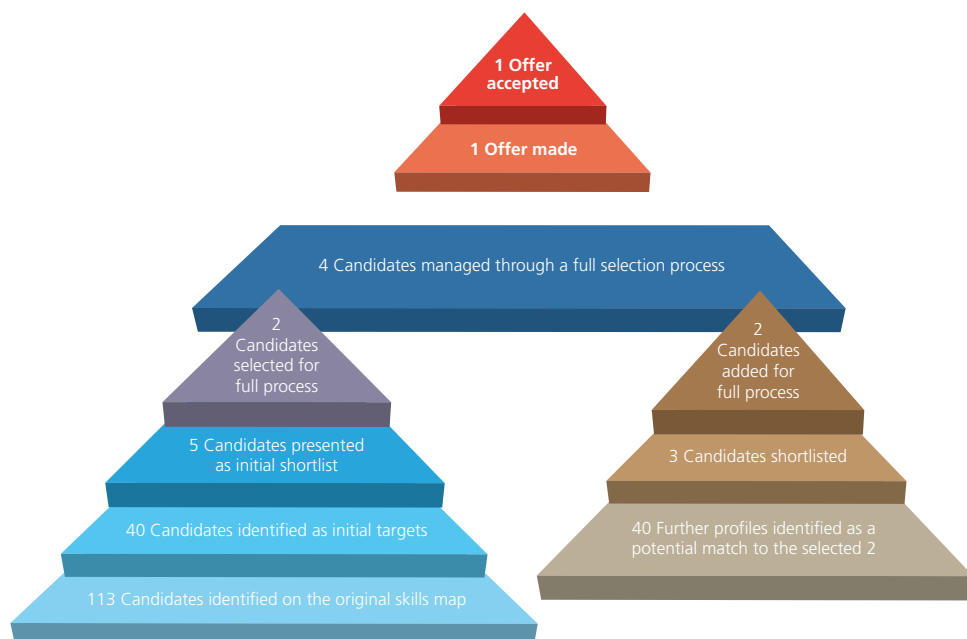 1 Offer
accepted
1 Offer made
4 Candidates managed through a full selection process
2
Candidates
selected for
full process
5 Candidates presented
as initial shortlist
40 Candidates identified as initial targets
113 Candidates identified on the original skills map
2
Candidates
added for
full process
3 Candidates shortlisted
40 Further profiles identified as a
potential match to the selected 2